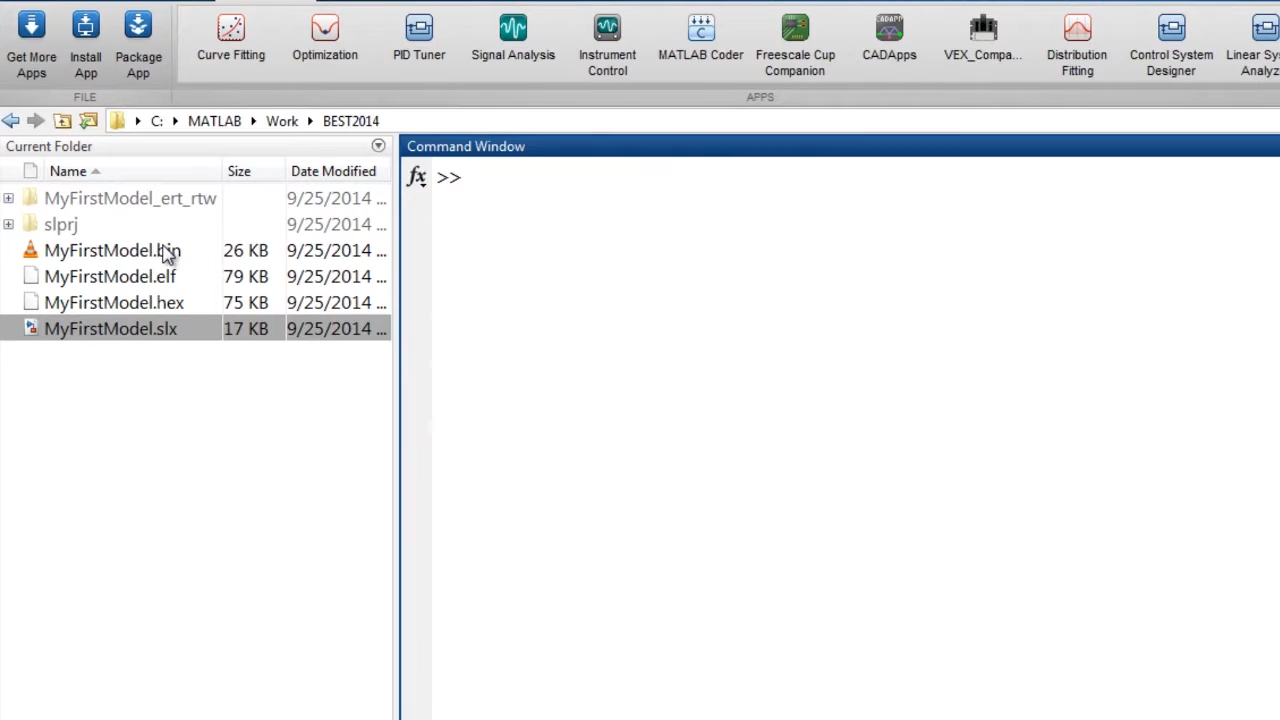 Get More Apps
Install App
Package App
Curve Fitting
Optimization
PID Tuner
Signal Analysis
Instrument Control
MATLAB Coder
Freescale Cup Companion
CADApps
VEX_Compa...
Distribution Fitting
Control System Designer
Linear Sy
Analyz
FILE
APPS
C: MATLAB Work BEST2014
Current Folder
Command Window
Name Size Date Modified
fx >>
MyFirstModel_ert_rtw 9/25/2014 ...
slprj 9/25/2014 ...
MyFirstModel.bin 26 KB 9/25/2014 ...
MyFirstModel.elf 79 KB 9/25/2014 ...
MyFirstModel.hex 75 KB 9/25/2014 ...
MyFirstModel.slx 17 KB 9/25/2014 ...